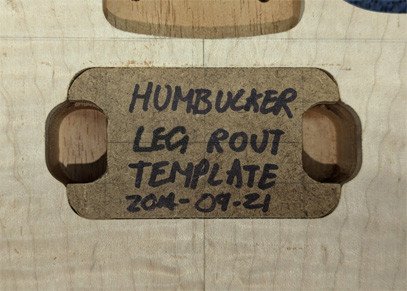 HUMBUCKER
LEG ROUT
TEMPLATE
2014-09-21